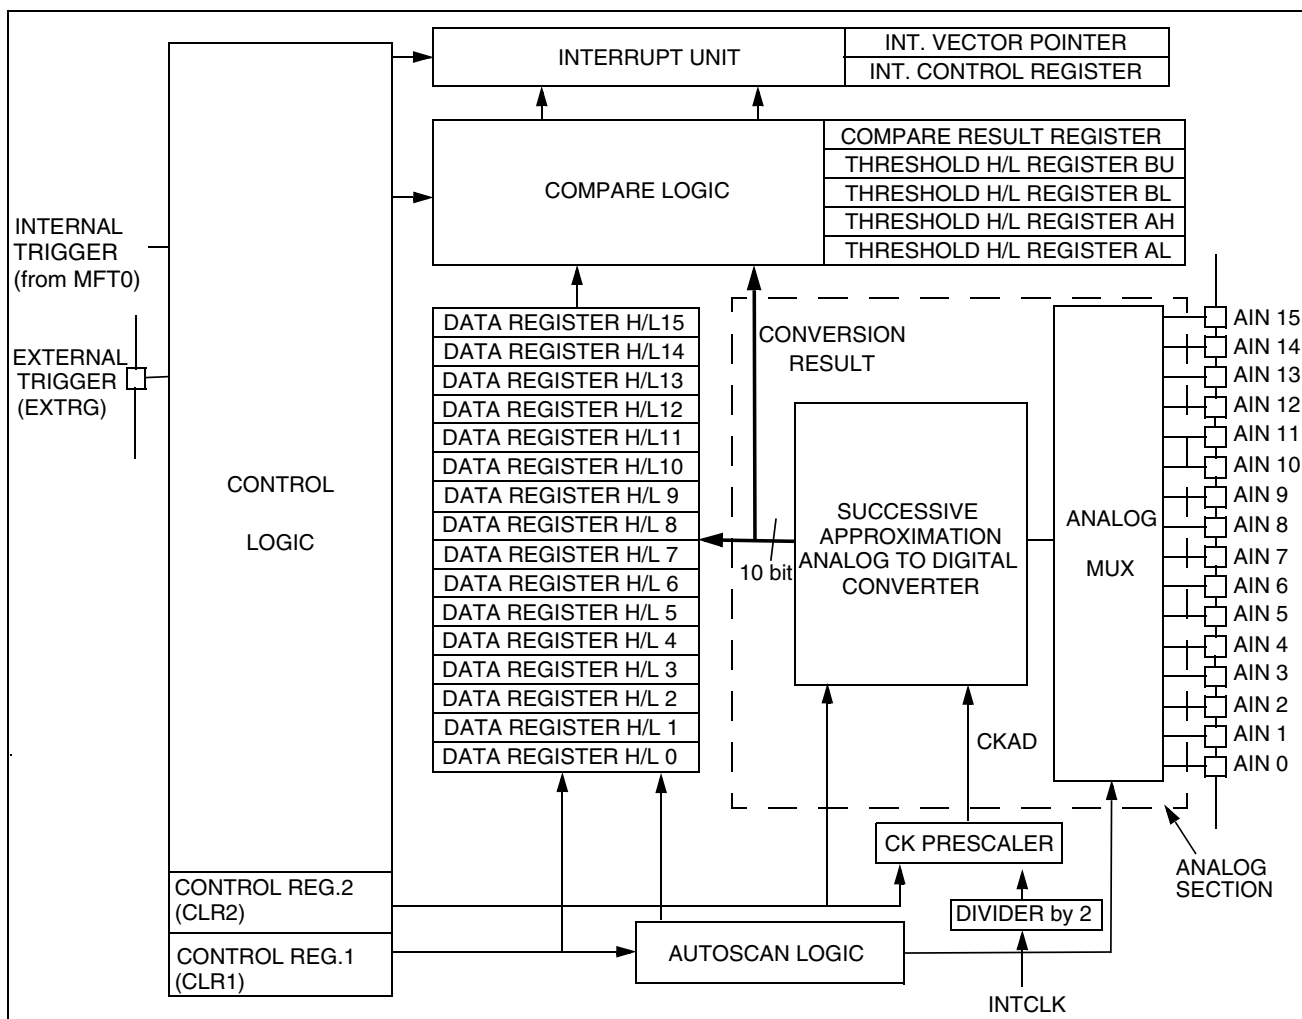 INTERRUPT UNIT
INT. VECTOR POINTER
INT. CONTROL REGISTER
COMPARE LOGIC
COMPARE RESULT REGISTER
THRESHOLD H/L REGISTER BU
THRESHOLD H/L REGISTER BL
THRESHOLD H/L REGISTER AH
THRESHOLD H/L REGISTER AL
INTERNAL
TRIGGER
(from MFT0)
EXTERNAL
TRIGGER
(EXTRG)
CONTROL
LOGIC
DATA REGISTER H/L15
DATA REGISTER H/L14
DATA REGISTER H/L13
DATA REGISTER H/L12
DATA REGISTER H/L11
DATA REGISTER H/L10
DATA REGISTER H/L 9
DATA REGISTER H/L 8
DATA REGISTER H/L 7
DATA REGISTER H/L 6
DATA REGISTER H/L 5
DATA REGISTER H/L 4
DATA REGISTER H/L 3
DATA REGISTER H/L 2
DATA REGISTER H/L 1
DATA REGISTER H/L 0
CONVERSION
RESULT
10 bit
SUCCESSIVE
APPROXIMATION
ANALOG TO DIGITAL
CONVERTER
ANALOG
MUX
AIN 15
AIN 14
AIN 13
AIN 12
AIN 11
AIN 10
AIN 9
AIN 8
AIN 7
AIN 6
AIN 5
AIN 4
AIN 3
AIN 2
AIN 1
AIN 0
CKAD
CK PRESCALER
ANALOG
SECTION
CONTROL REG.2
(CLR2)
DIVIDER by 2
CONTROL REG.1
(CLR1)
AUTOSCAN LOGIC
INTCLK